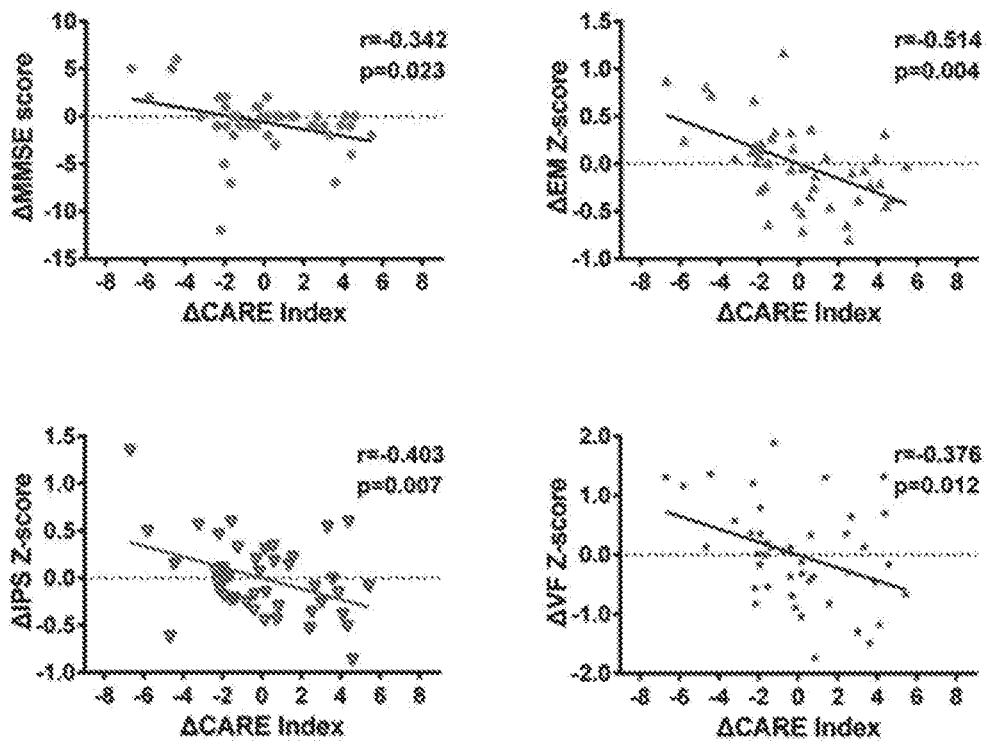 10
5
0
-5
-10
-15
ΔMMSE score
r=-0.342
p=0.023
-8 -6 -4 -2 0 2 4 6 8
ΔCARE Index
1.5
1.0
0.5
0.0
-0.5
-1.0
ΔEM Z-score
r=-0.514
p=0.004
-8 -6 -4 -2 0 2 4 6 8
ΔCARE Index
1.5
1.0
0.5
0.0
-0.5
-1.0
ΔIPS Z-score
r=-0.403
p=0.007
-8 -6 -4 -2 0 2 4 6 8
ΔCARE Index
2.0
1.0
0.0
-1.0
-2.0
ΔVF Z-score
r=-0.376
p=0.012
-8 -6 -4 -2 0 2 4 6 8
ΔCARE Index